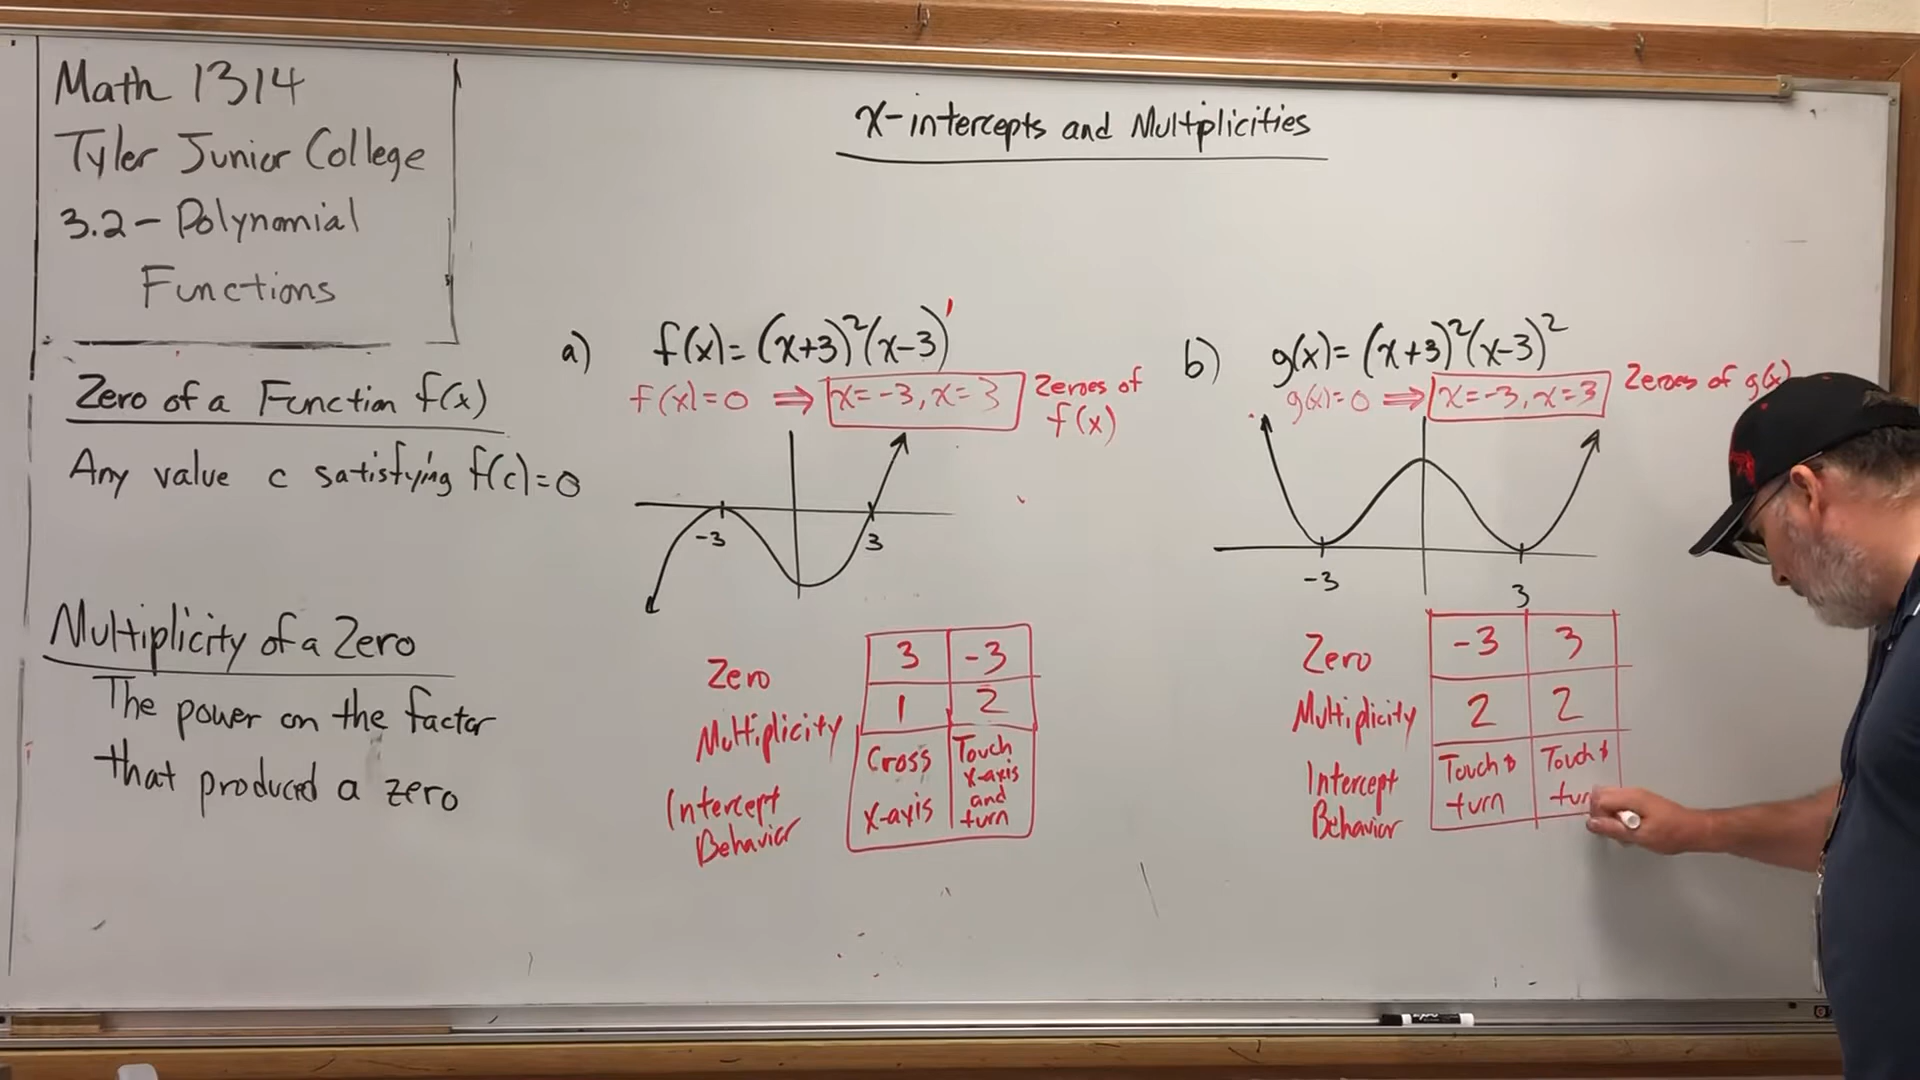 Math 1314
Tyler Junior College
3.2 - Polynomial
Functions
Zero of a Function f(x)
Any value c satisfying f(c)=0
Multiplicity of a Zero
The power on the factor
that produced a zero
x-intercepts and Multiplicities
a) f(x)= (x+3)²(x-3)¹
f(x)=0 ⇒ x=-3, x=3 Zeroes of
f(x)
-3 3
Zero 3 -3
Multiplicity 1 2
Intercept Behavior
Cross x-axis
Touch x-axis and turn
b) g(x)= (x+3)²(x-3)²
g(x)=0 ⇒ x=-3, x=3 Zeroes of g(x)
-3 3
Zero -3 3
Multiplicity 2 2
Intercept Behavior
Touch & turn
Touch &